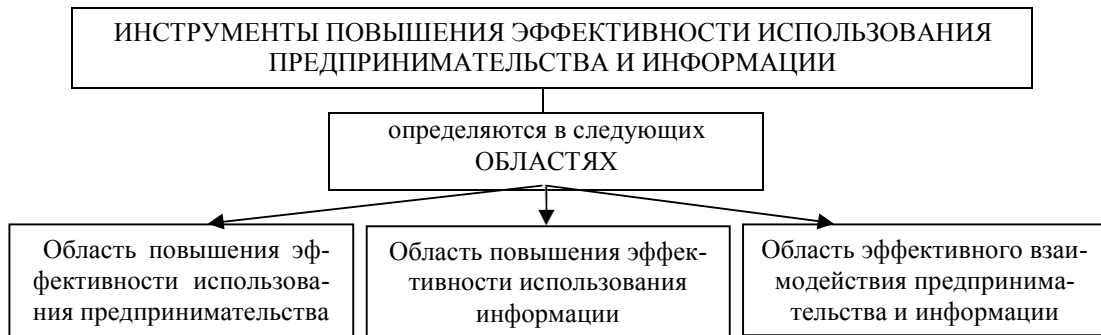 ИНСТРУМЕНТЫ ПОВЫШЕНИЯ ЭФФЕКТИВНОСТИ ИСПОЛЬЗОВАНИЯ
ПРЕДПРИНИМАТЕЛЬСТВА И ИНФОРМАЦИИ
определяются в следующих
ОБЛАСТЯХ
Область повышения эф-
фективности использова-
ния предпринимательства
Область повышения эффек-
тивности использования
информации
Область эффективного взаи-
модействия предпринима-
тельства и информации